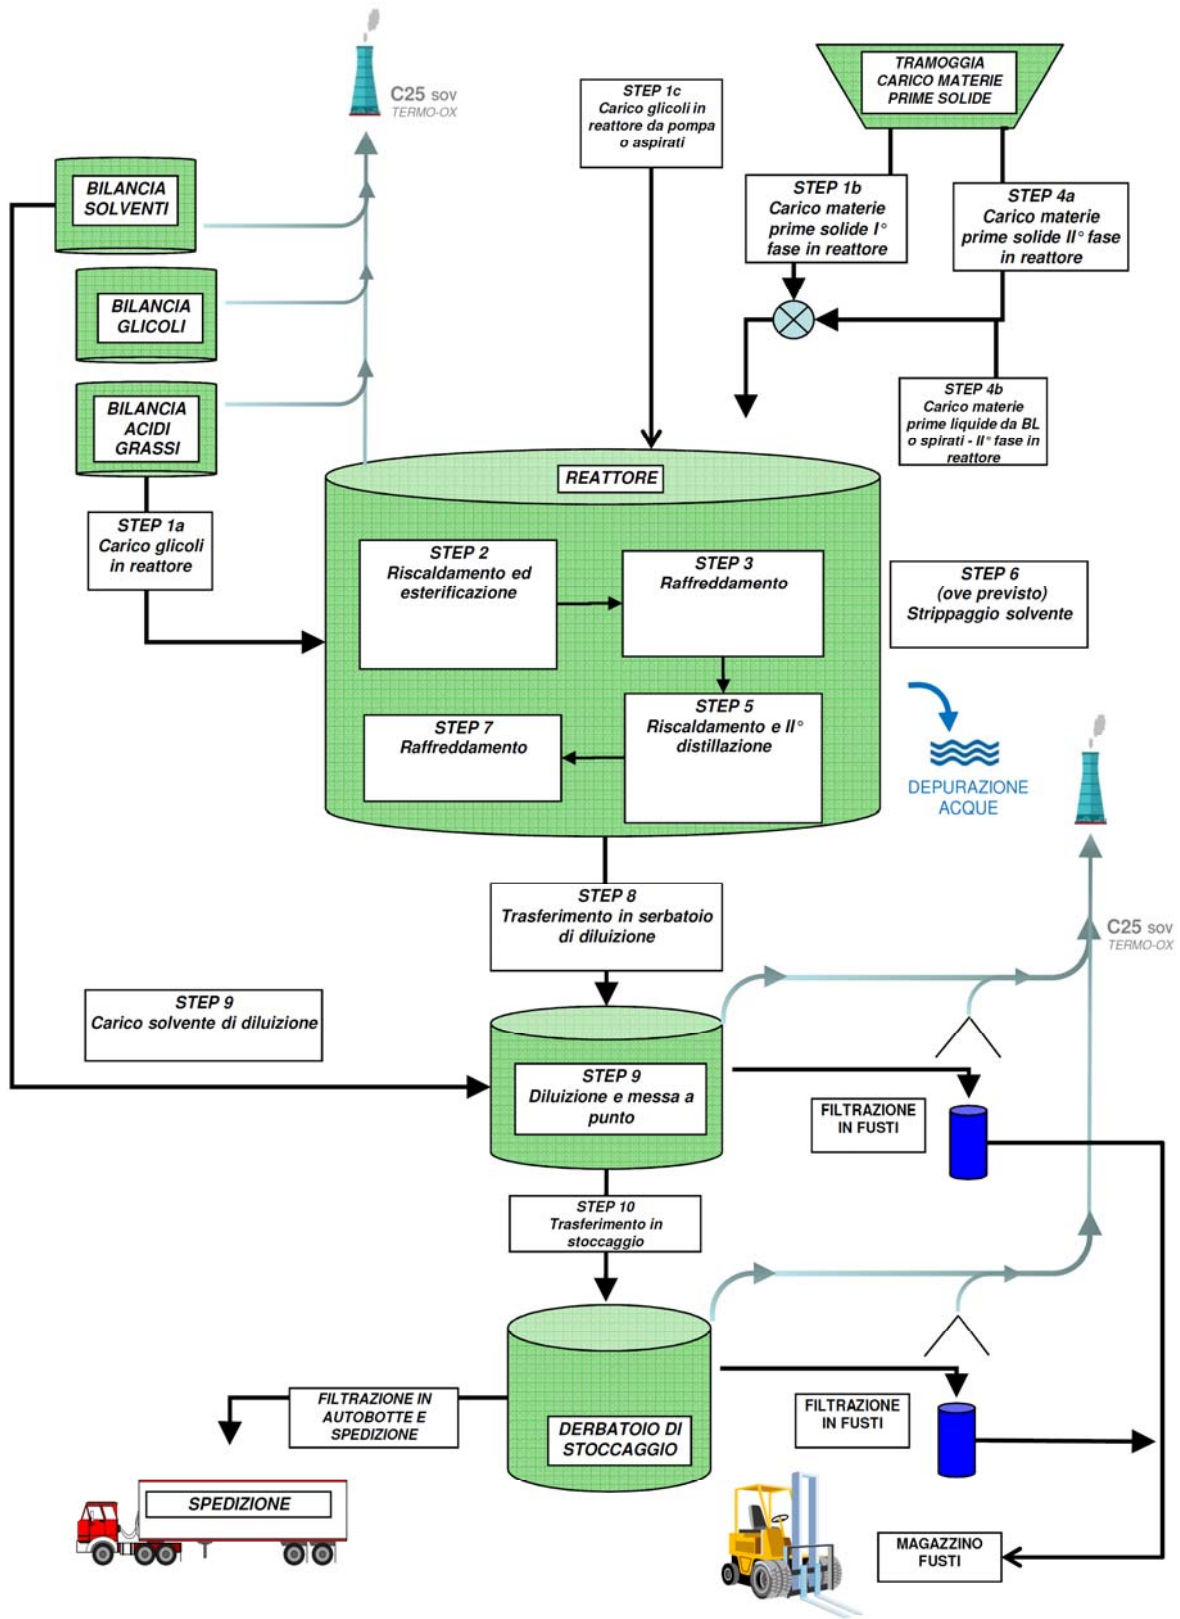 C25 sov
TERMO-OX
TRAMOGGIA
CARICO MATERIE
PRIME SOLIDE
STEP 1c
Carico glicoli in
reattore da pompa
o aspirati
BILANCIA
SOLVENTI
STEP 1b
Carico materie
prime solide I°
fase in reattore
STEP 4a
Carico materie
prime solide II° fase
in reattore
BILANCIA
GLICOLI
BILANCIA
ACIDI
GRASSI
STEP 4b
Carico materie
prime liquide da BL
o spirati - II° fase in
reattore
REATTORE
STEP 1a
Carico glicoli
in reattore
STEP 2
Riscaldamento ed
esterificazione
STEP 3
Raffreddamento
STEP 6
(ove previsto)
Strippaggio solvente
STEP 5
Riscaldamento e II°
distillazione
STEP 7
Raffreddamento
DEPURAZIONE
ACQUE
STEP 8
Trasferimento in serbatoio
di diluizione
C25 sov
TERMO-OX
STEP 9
Carico solvente di diluizione
STEP 9
Diluizione e messa a
punto
FILTRAZIONE
IN FUSTI
STEP 10
Trasferimento in
stoccaggio
FILTRAZIONE IN
AUTOBOTTE E
SPEDIZIONE
DERBATOIO DI
STOCCAGGIO
FILTRAZIONE
IN FUSTI
SPEDIZIONE
MAGAZZINO
FUSTI